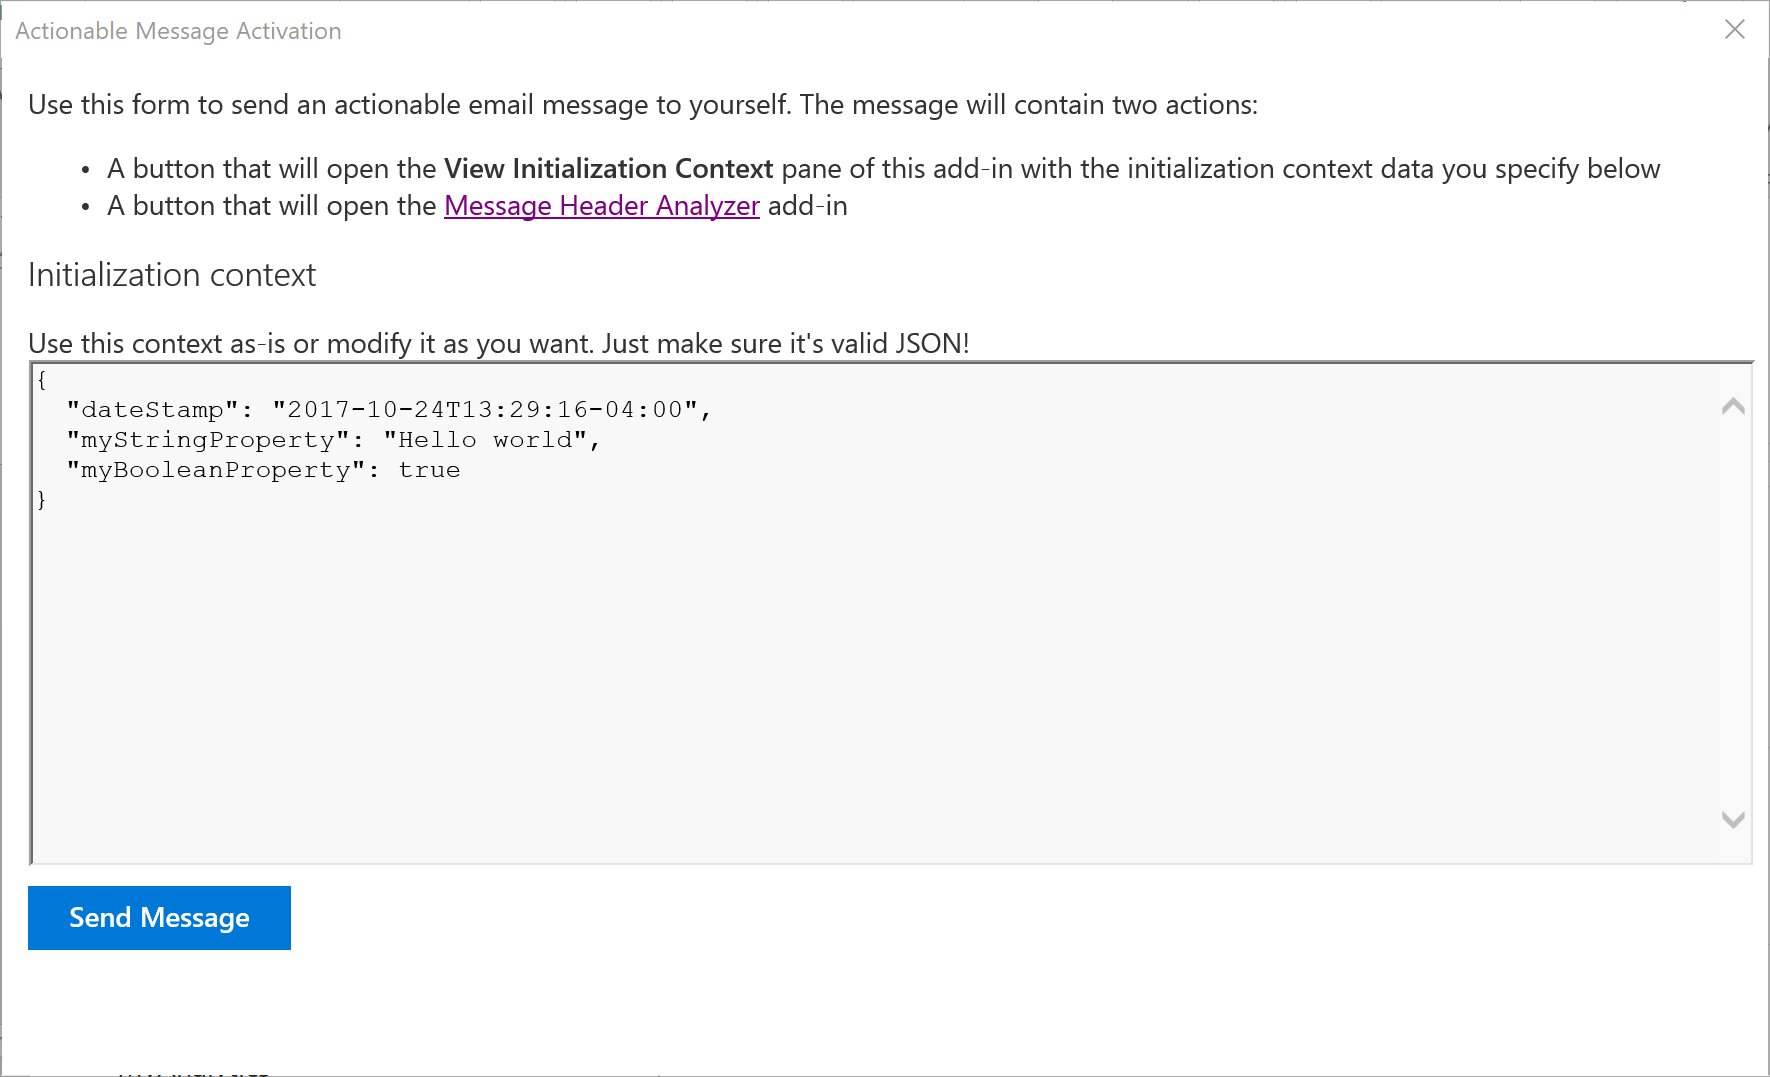 Actionable Message Activation
Use this form to send an actionable email message to yourself. The message will contain two actions:
• A button that will open the View Initialization Context pane of this add-in with the initialization context data you specify below
• A button that will open the Message Header Analyzer add-in
Initialization context
Use this context as-is or modify it as you want. Just make sure it's valid JSON!
{
  "dateStamp": "2017-10-24T13:29:16-04:00",
  "myStringProperty": "Hello world",
  "myBooleanProperty": true
}
Send Message